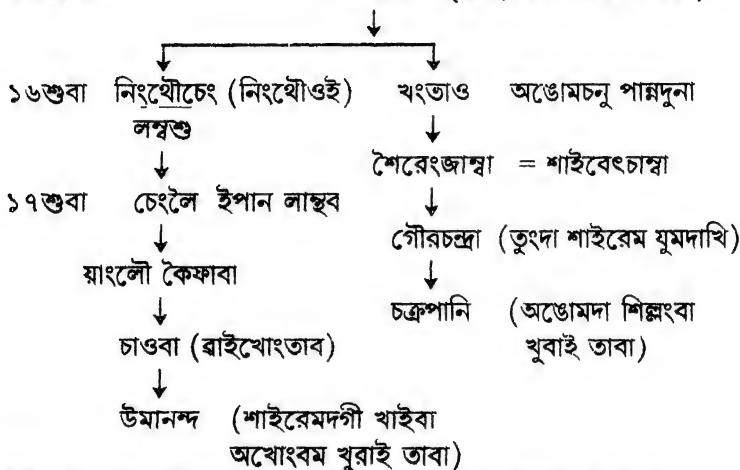 ১৬শুবা নিংথৌচেং (নিংথৌওই) খংতাও অঙোমচনু পান্নদুনা
লম্বশু
শৈরেংজাম্বা = শাইবেৎচাম্বা
১৭শুবা চেংলৈ ইপান লান্থব
গৌরচন্দ্রা (তুংদা শাইরেম য়ুমদাখি)
য়াংলৌ কৈফাবা
চক্রপানি (অঙোমদা শিল্লংবা
খুবাই তাবা)
চাওবা (ৱাইখোংতাব)
উমানন্দ (শাইরেমদগী খাইবা
অখোংবম খুরাই তাবা)